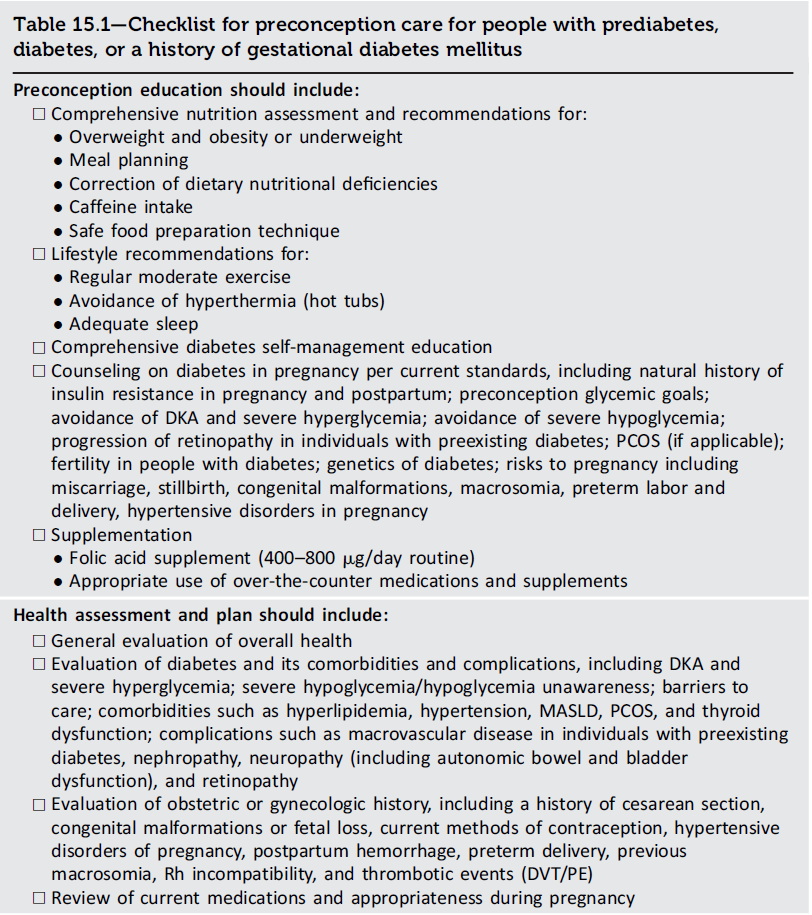 Table 15.1—Checklist for preconception care for people with prediabetes,
diabetes, or a history of gestational diabetes mellitus
Preconception education should include:
□ Comprehensive nutrition assessment and recommendations for:
● Overweight and obesity or underweight
● Meal planning
● Correction of dietary nutritional deficiencies
● Caffeine intake
● Safe food preparation technique
□ Lifestyle recommendations for:
● Regular moderate exercise
● Avoidance of hyperthermia (hot tubs)
● Adequate sleep
□ Comprehensive diabetes self-management education
□ Counseling on diabetes in pregnancy per current standards, including natural history of
insulin resistance in pregnancy and postpartum; preconception glycemic goals;
avoidance of DKA and severe hyperglycemia; avoidance of severe hypoglycemia;
progression of retinopathy in individuals with preexisting diabetes; PCOS (if applicable);
fertility in people with diabetes; genetics of diabetes; risks to pregnancy including
miscarriage, stillbirth, congenital malformations, macrosomia, preterm labor and
delivery, hypertensive disorders in pregnancy
□ Supplementation
● Folic acid supplement (400–800 μg/day routine)
● Appropriate use of over-the-counter medications and supplements
Health assessment and plan should include:
□ General evaluation of overall health
□ Evaluation of diabetes and its comorbidities and complications, including DKA and
severe hyperglycemia; severe hypoglycemia/hypoglycemia unawareness; barriers to
care; comorbidities such as hyperlipidemia, hypertension, MASLD, PCOS, and thyroid
dysfunction; complications such as macrovascular disease in individuals with preexisting
diabetes, nephropathy, neuropathy (including autonomic bowel and bladder
dysfunction), and retinopathy
□ Evaluation of obstetric or gynecologic history, including a history of cesarean section,
congenital malformations or fetal loss, current methods of contraception, hypertensive
disorders of pregnancy, postpartum hemorrhage, preterm delivery, previous
macrosomia, Rh incompatibility, and thrombotic events (DVT/PE)
□ Review of current medications and appropriateness during pregnancy